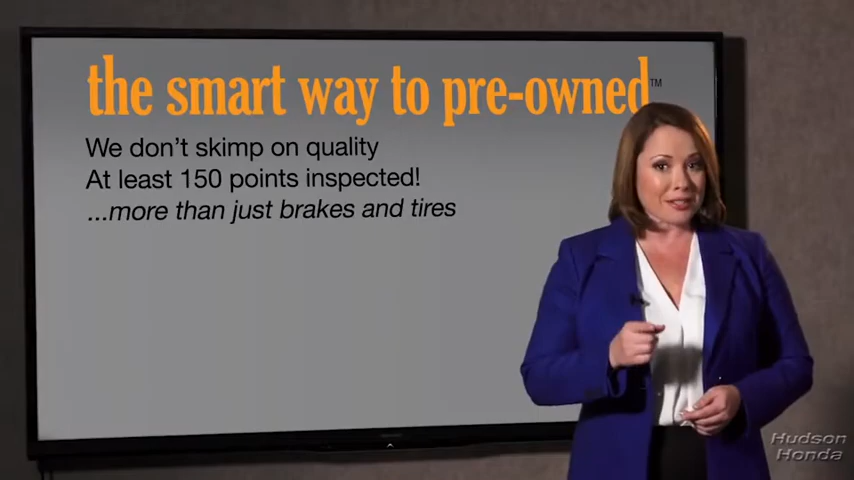 the smart way to pre-owned™
We don't skimp on quality
At least 150 points inspected!
...more than just brakes and tires
Hudson
Honda